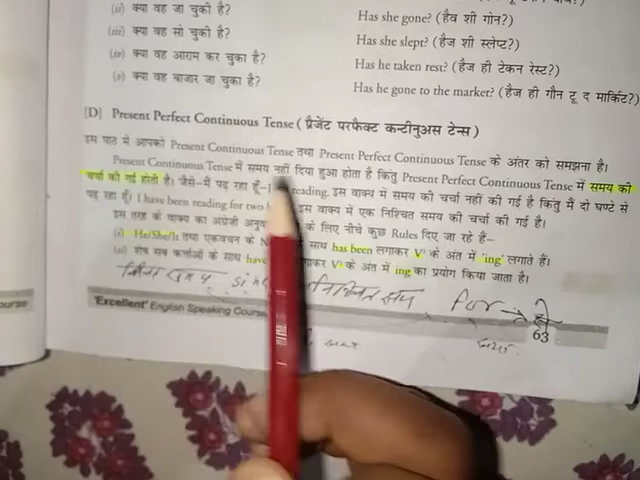 (ii) क्या वह जा चुकी है?
Has she gone? (हैव शी गौन?)
(iii) क्या वह सो चुकी है?
Has she slept? (हैज शी स्लेप्ट?)
(iv) क्या वह आराम कर चुका है?
Has he taken rest? (हैज ही टेकन रेस्ट?)
(v) क्या वह बाजार जा चुका है?
Has he gone to the market? (हैज ही गौन टू द मार्किट?)
[D] Present Perfect Continuous Tense (प्रैजेंट परफैक्ट कन्टीनुअस टेन्स)
इस पाठ में आपको Present Continuous Tense तथा Present Perfect Continuous Tense के अंतर को समझना है।
Present Continuous Tense में समय नहीं दिया हुआ होता है किंतु Present Perfect Continuous Tense में समय की
चर्चा की गई होती है। जैसे–मैं पढ़ रहा हूँ– reading. इस वाक्य में समय की चर्चा नहीं की गई है किंतु मैं दो घण्टे से
पढ़ रहा हूँ। I have been reading for two इस वाक्य में एक निश्चित समय की चर्चा की गई है।
इस तरह के वाक्य का अंग्रेजी के लिए नीचे कुछ Rules दिए जा रहे हैं–
(i) He/She/It तथा एकवचन के साथ has been लगाकर V¹ के अंत में 'ing' लगाते हैं।
(ii) शेष सब कर्त्ताओं के साथ have V¹ के अंत में ing का प्रयोग किया जाता है।
समय For → से
'Excellent' English Speaking Course
63